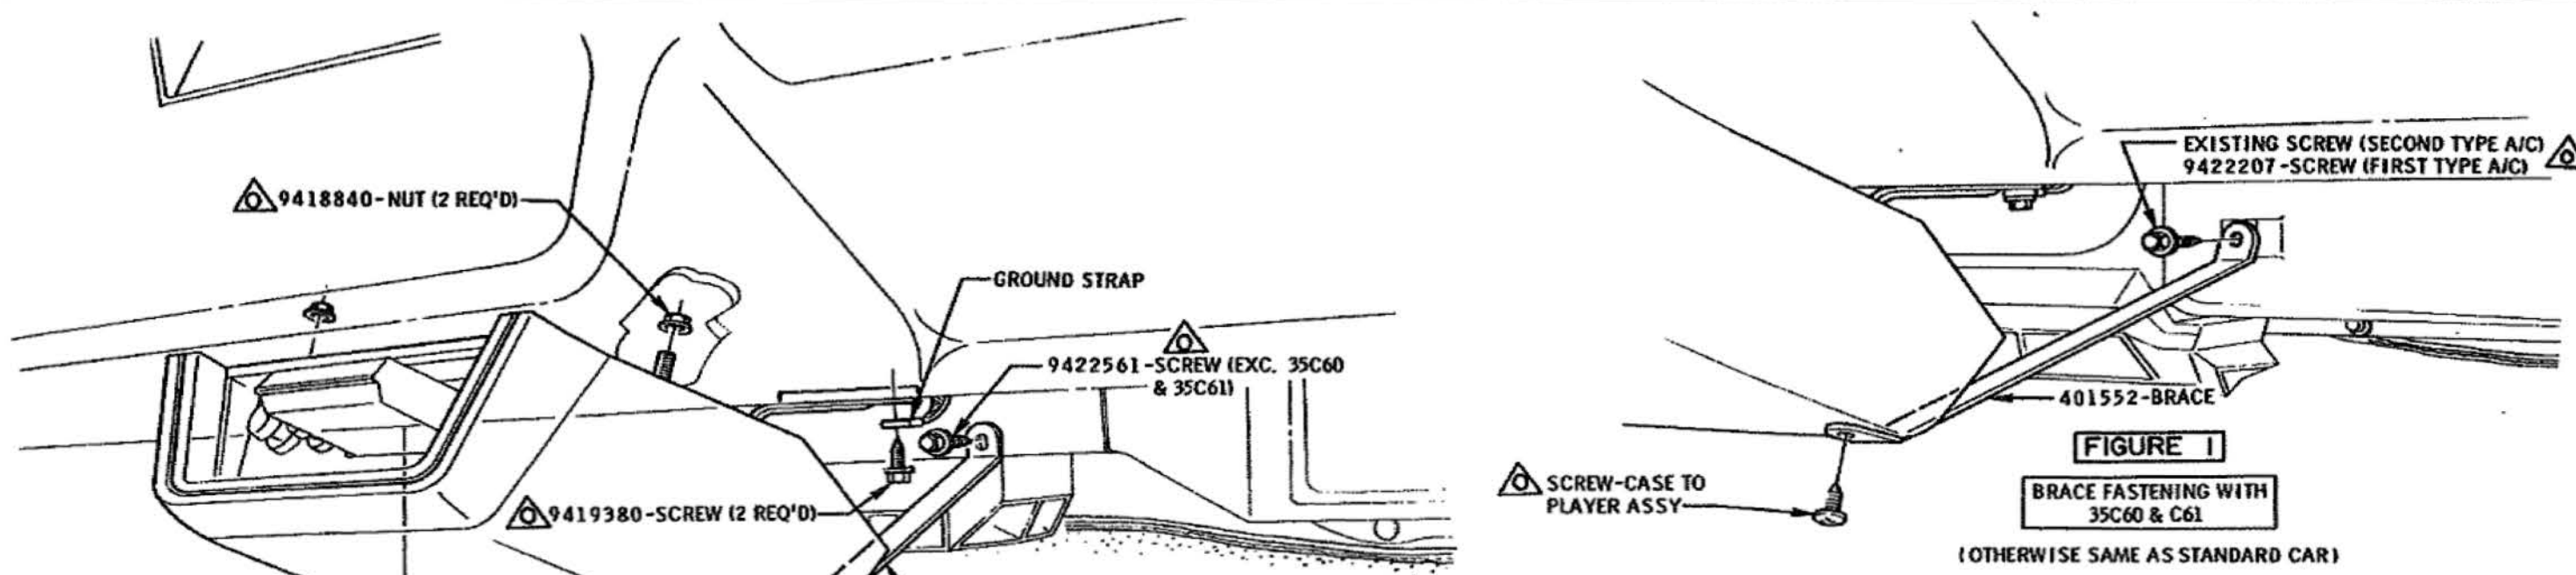 9418840-NUT (2 REQ'D)
GROUND STRAP
9422561-SCREW (EXC. 35C60
& 35C61)
9419380-SCREW (2 REQ'D)
EXISTING SCREW (SECOND TYPE A/C)
9422207-SCREW (FIRST TYPE A/C)
401552-BRACE
FIGURE 1
SCREW-CASE TO
PLAYER ASSY
BRACE FASTENING WITH
35C60 & C61
(OTHERWISE SAME AS STANDARD CAR)